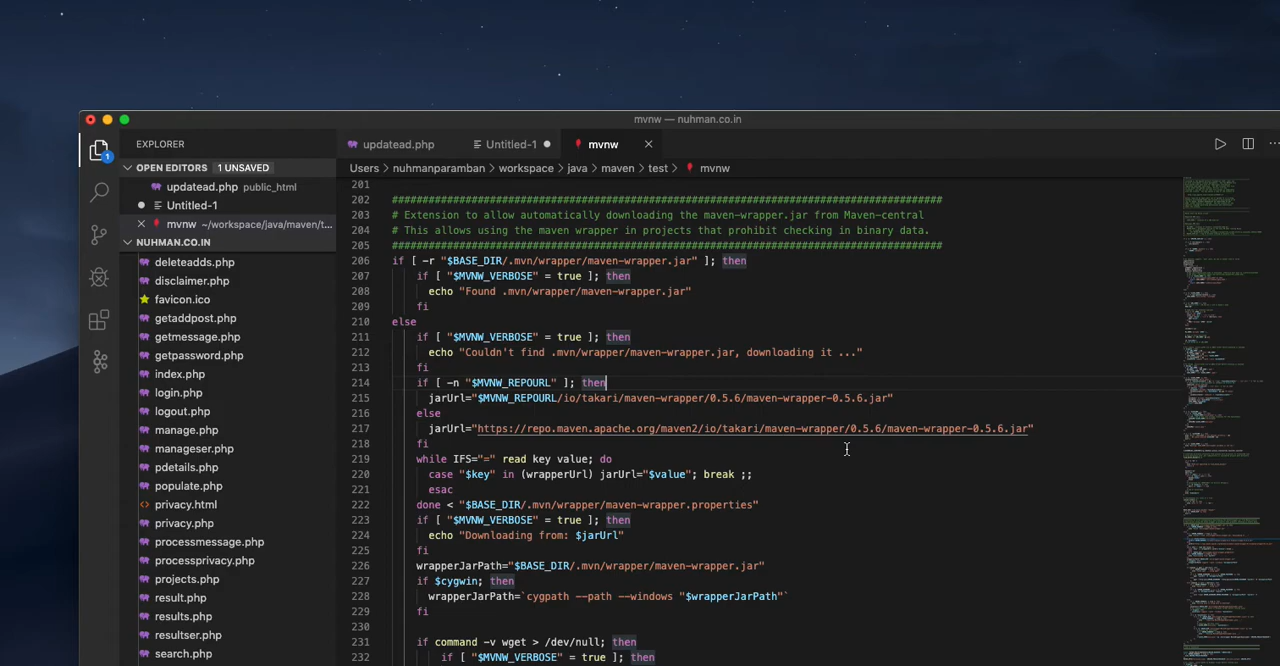 mvnw — nuhman.co.in
EXPLORER
updatead.php
Untitled-1
mvnw
OPEN EDITORS 1 UNSAVED
Users > nuhmanparamban > workspace > java > maven > test > mvnw
updatead.php public_html
Untitled-1
mvnw ~/workspace/java/maven/t...
NUHMAN.CO.IN
deleteadds.php
disclaimer.php
favicon.ico
getaddpost.php
getmessage.php
getpassword.php
index.php
login.php
logout.php
manage.php
manageser.php
pdetails.php
populate.php
privacy.html
privacy.php
processmessage.php
processprivacy.php
projects.php
result.php
results.php
resultser.php
search.php
1
201
202 ##########################################################################################
203 # Extension to allow automatically downloading the maven-wrapper.jar from Maven-central
204 # This allows using the maven wrapper in projects that prohibit checking in binary data.
205 ##########################################################################################
206 if [ -r "$BASE_DIR/.mvn/wrapper/maven-wrapper.jar" ]; then
207 if [ "$MVNW_VERBOSE" = true ]; then
208 echo "Found .mvn/wrapper/maven-wrapper.jar"
209 fi
210 else
211 if [ "$MVNW_VERBOSE" = true ]; then
212 echo "Couldn't find .mvn/wrapper/maven-wrapper.jar, downloading it ..."
213 fi
214 if [ -n "$MVNW_REPOURL" ]; then
215 jarUrl="$MVNW_REPOURL/io/takari/maven-wrapper/0.5.6/maven-wrapper-0.5.6.jar"
216 else
217 jarUrl="https://repo.maven.apache.org/maven2/io/takari/maven-wrapper/0.5.6/maven-wrapper-0.5.6.jar"
218 fi
219 while IFS="=" read key value; do
220 case "$key" in (wrapperUrl) jarUrl="$value"; break ;;
221 esac
222 done < "$BASE_DIR/.mvn/wrapper/maven-wrapper.properties"
223 if [ "$MVNW_VERBOSE" = true ]; then
224 echo "Downloading from: $jarUrl"
225 fi
226 wrapperJarPath="$BASE_DIR/.mvn/wrapper/maven-wrapper.jar"
227 if $cygwin; then
228 wrapperJarPath=`cygpath --path --windows "$wrapperJarPath"`
229 fi
230
231 if command -v wget > /dev/null; then
232 if [ "$MVNW_VERBOSE" = true ]; then